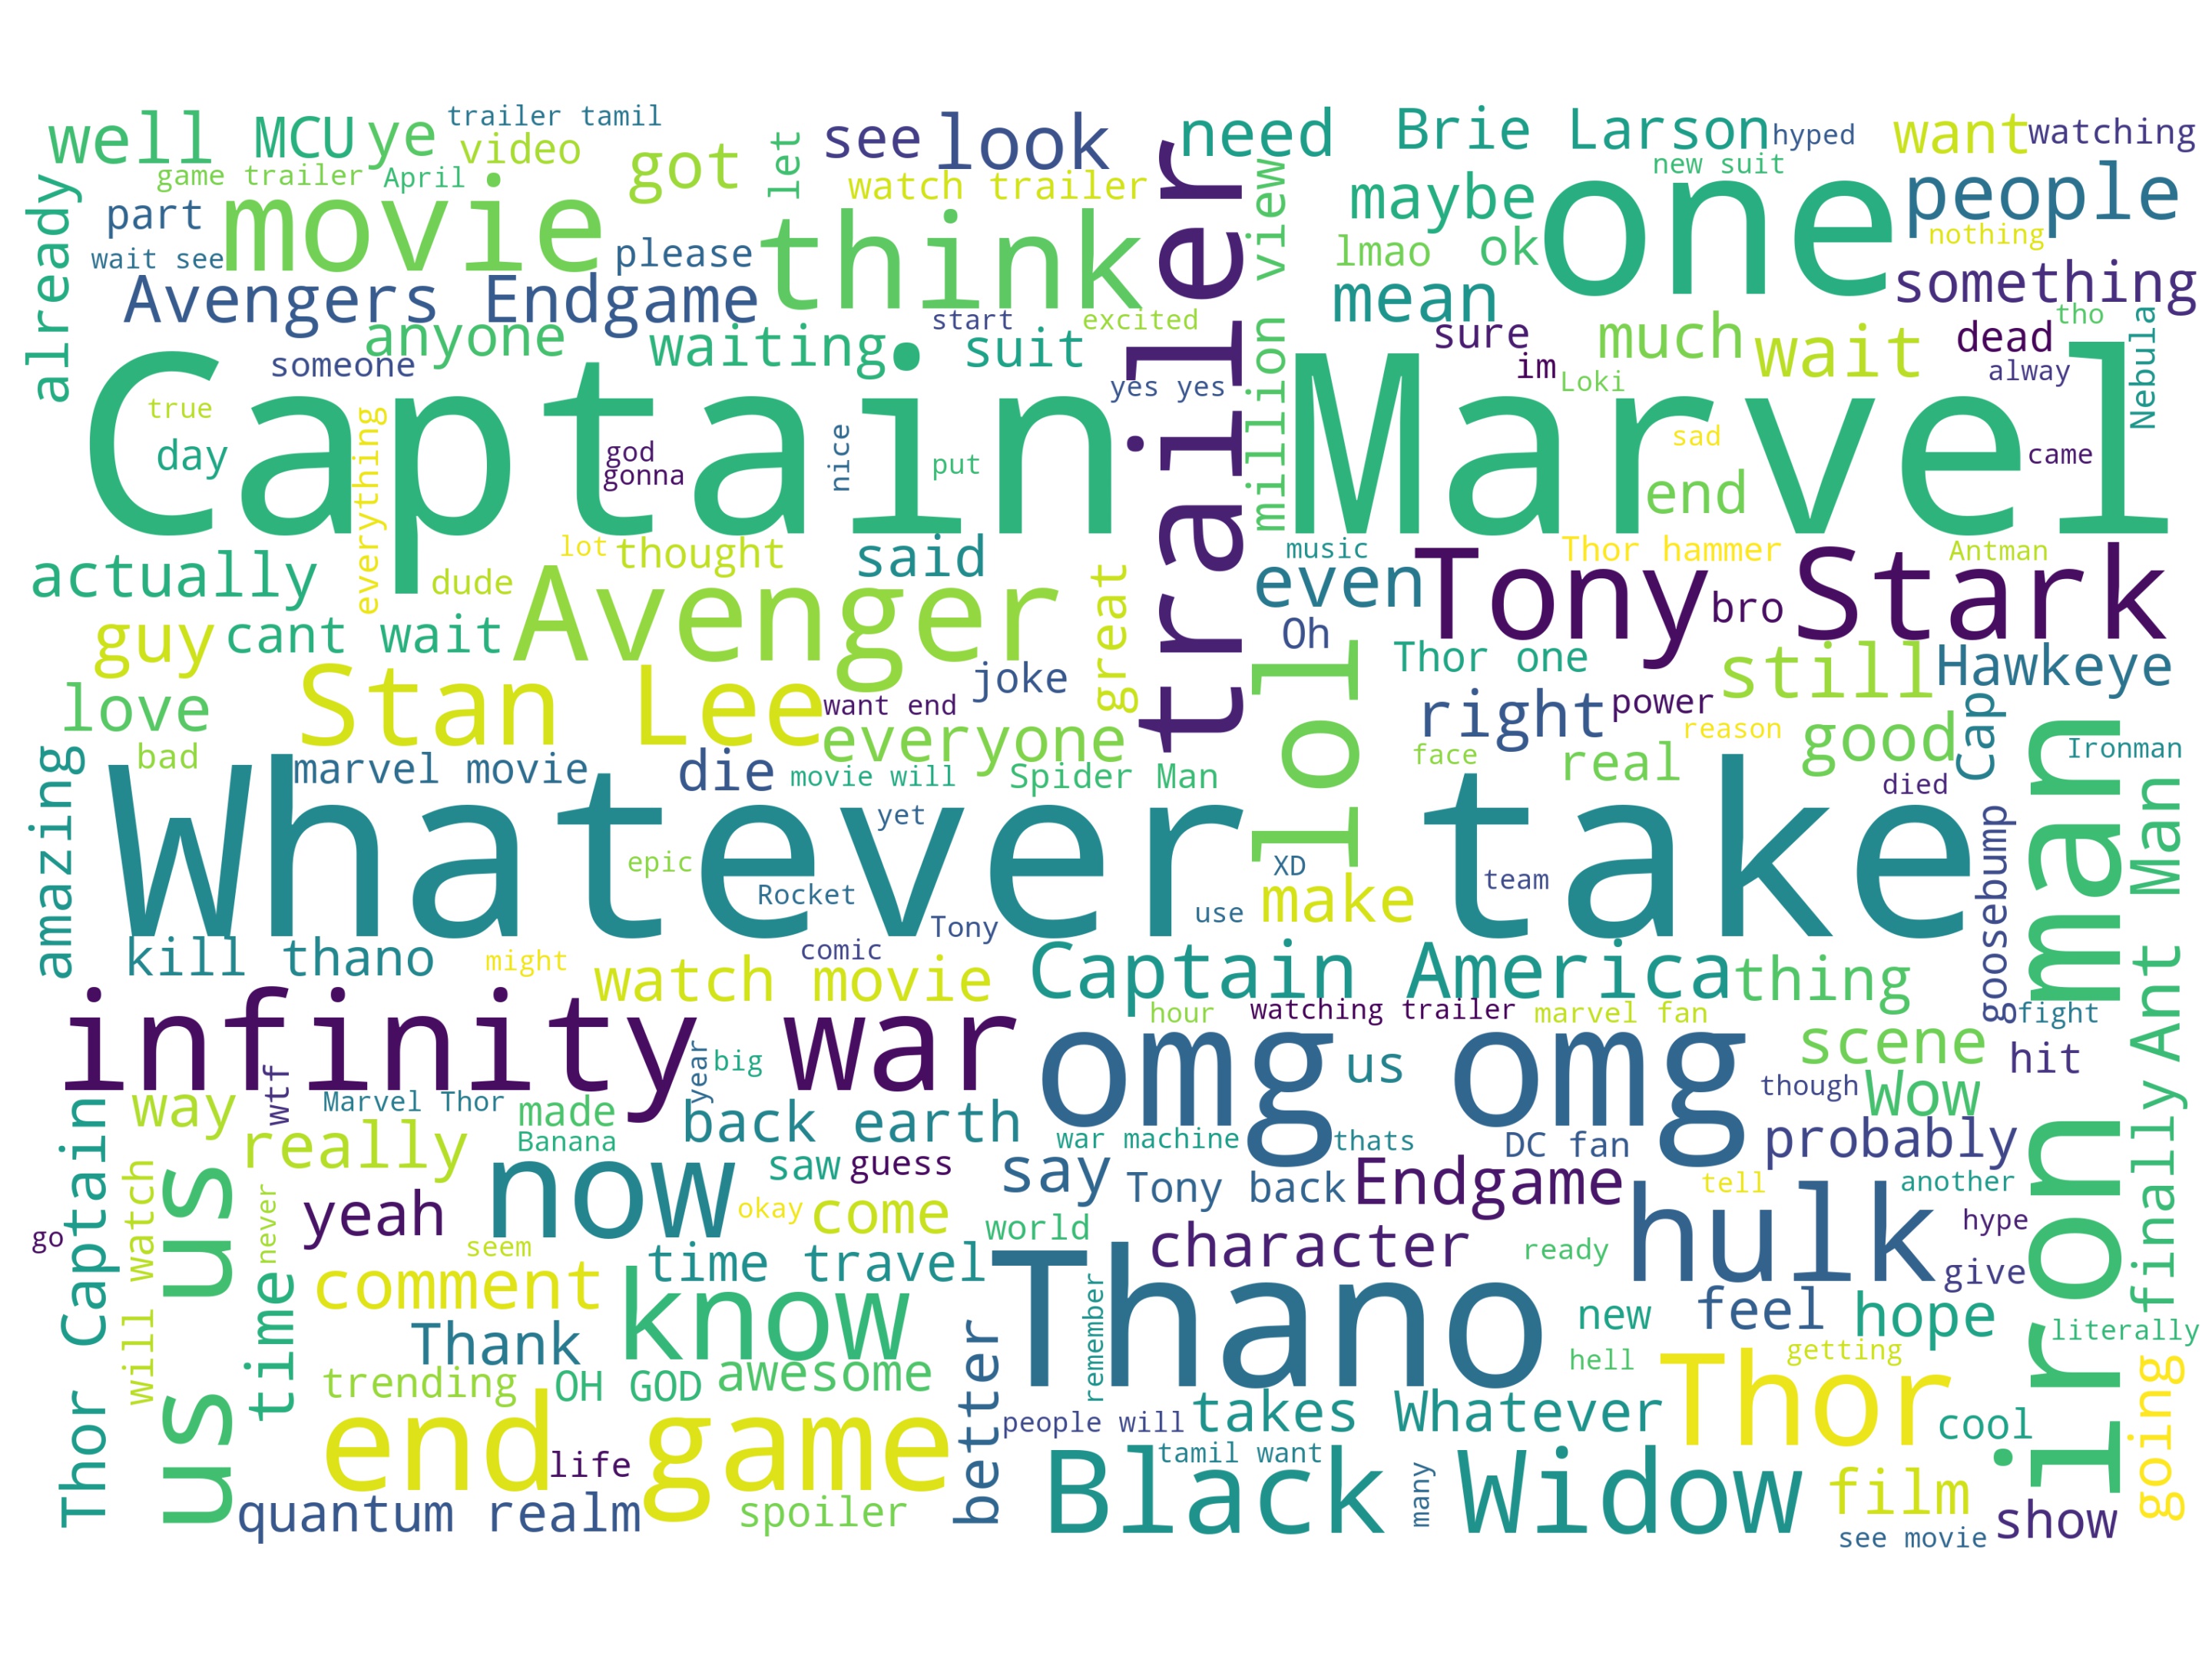 trailer tamil
well MCU ye video got let see look need Brie Larson hyped want watching
game trailer April
watch trailer
new suit
already
part
movie
think
trailer
million view
maybe
one
people
wait see
please
lmao ok
nothing
Avengers Endgame
mean
something
start excited
tho
anyone
waiting
suit
sure
much
wait
dead
Nebula
someone
yes yes
im
Loki
alway
Captain
Marvel
true
everything
day
god
gonna
nice
put
sad
came
end
actually
lot
thought
said
music
Thor hammer
Antman
dude
Avenger
great
even
Tony Stark
bro
guy
cant wait
Oh
lol
Thor one
still
Hawkeye
love
Stan Lee
joke
want end
right
power
reason
Cap
man
everyone
good
bad
marvel movie
die
movie will
Spider Man
face
real
Ironman
died
amazing
Whatever take
yet
goosebump
Ant Man
epic
Rocket
XD
team
use
make
Tony
comic
kill thano
might
watch movie
Captain America
thing
infinity war
hour
watching trailer
marvel fan
fight
omg omg
us
scene
hit
year
big
wtf
though
way
Marvel Thor
made
back earth
Wow
Banana
war machine
thats
DC fan
probably
really
saw
guess
say
Tony back
Endgame
tell
another
finally
us us
now
yeah
okay
come
world
hulk
hype
Thor Captain
go
will watch
never
seem
time travel
character
ready
give
iron
time
comment
know
Thano
remember
new
feel
hope
Thank
literally
trending
OH GOD
awesome
better
hell
Thor
getting
going
end game
people will
takes Whatever
cool
life
tamil want
Black Widow
many
film
quantum realm
spoiler
show
see movie